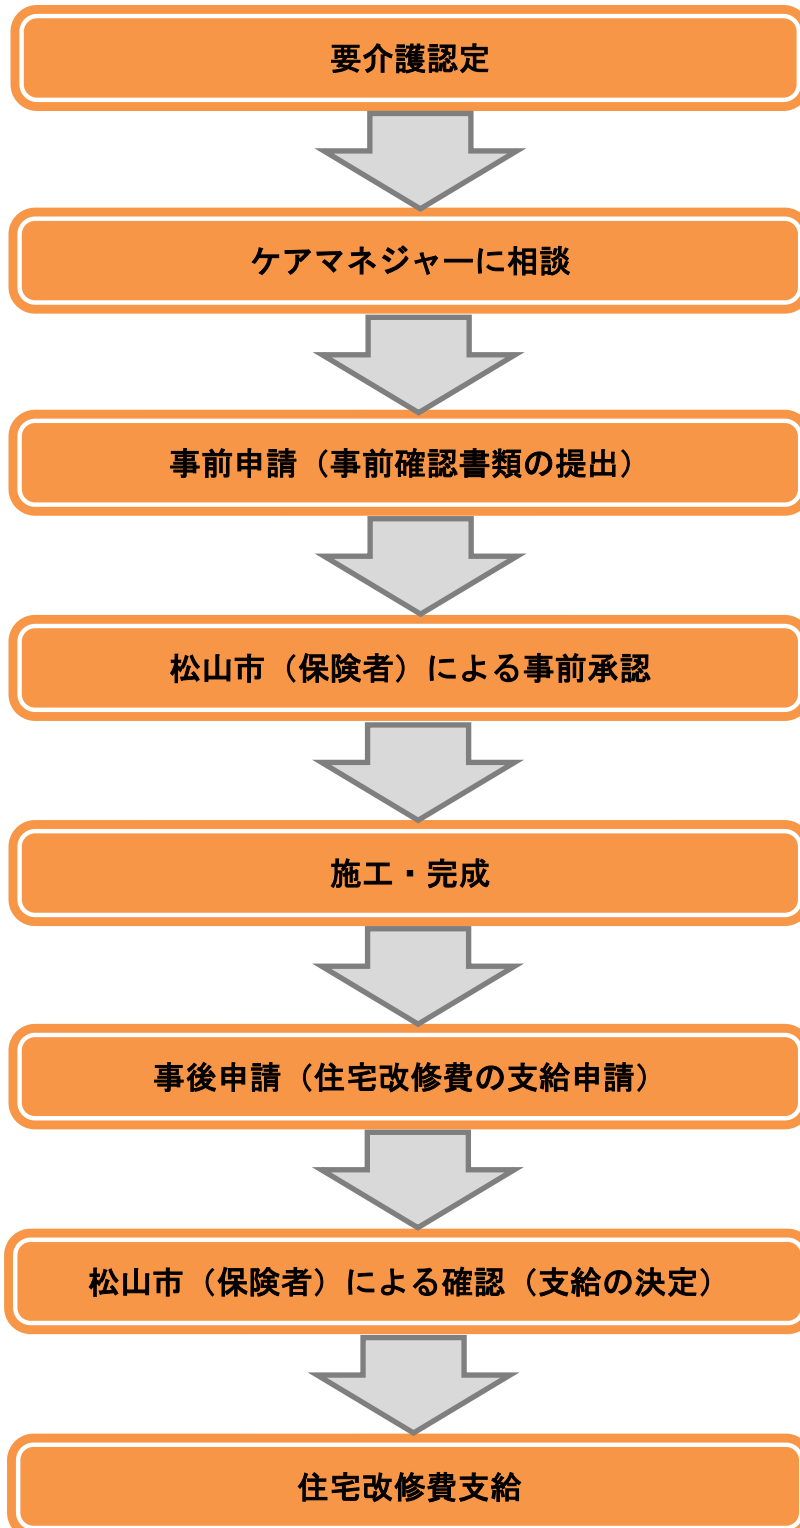 要介護認定
ケアマネジャーに相談
事前申請（事前確認書類の提出）
松山市（保険者）による事前承認
施工・完成
事後申請（住宅改修費の支給申請）
松山市（保険者）による確認（支給の決定）
住宅改修費支給